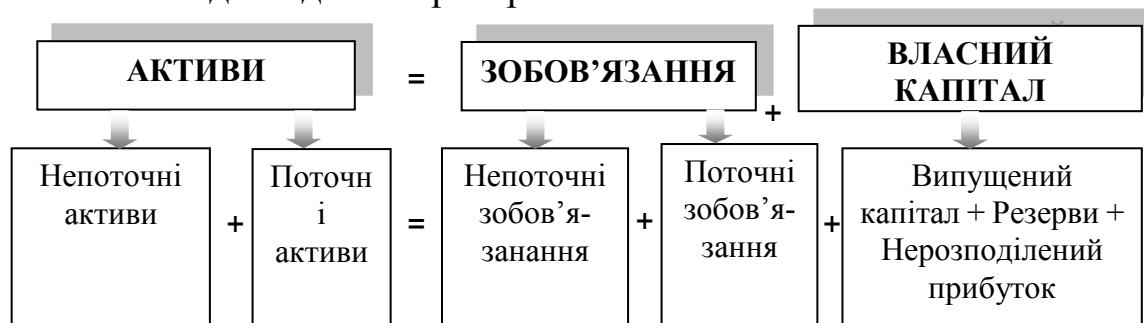 АКТИВИ
=
ЗОБОВ’ЯЗАННЯ
+
ВЛАСНИЙ
КАПІТАЛ
Непоточні
активи
+
Поточн
і
активи
=
Непоточні
зобов’я-
занання
+
Поточні
зобов’я-
зання
+
Випущений
капітал + Резерви +
Нерозподілений
прибуток